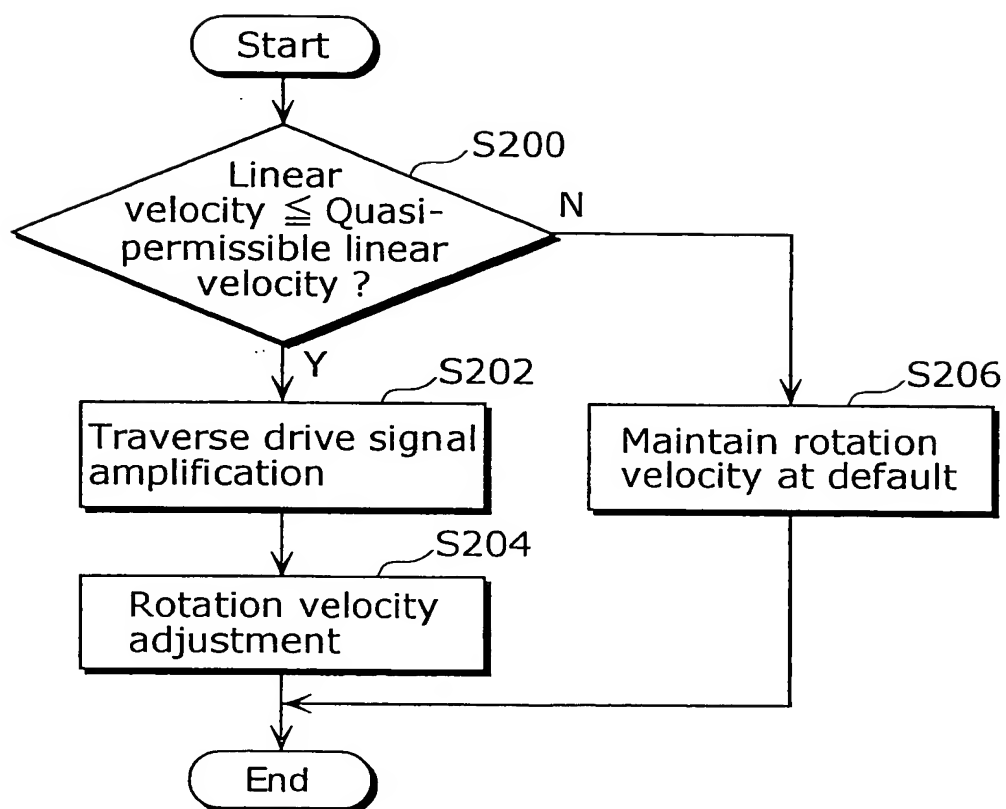 Start
S200
Linear
velocity ≦ Quasi-
permissible linear
velocity ?
N
Y
S202
Traverse drive signal
amplification
S206
Maintain rotation
velocity at default
S204
Rotation velocity
adjustment
End